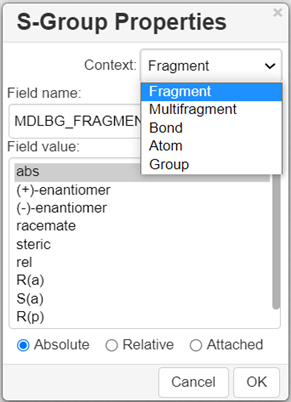 S-Group Properties
×
Context: Fragment
Fragment
Multifragment
Bond
Atom
Group
Field name:
MDLBG_FRAGMEN
Field value:
abs
(+)-enantiomer
(-)-enantiomer
racemate
steric
rel
R(a)
S(a)
R(p)
Absolute Relative Attached
Cancel OK